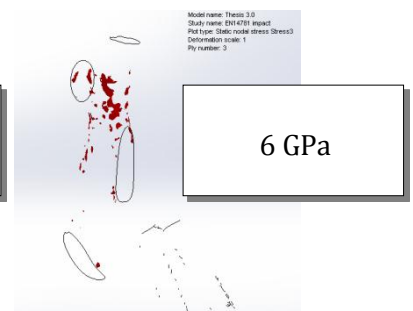 Model name: Thesis 3.0
Study name: EN14781 impact
Plot type: Static nodal stress Stress3
Deformation scale: 1
Ply number: 3
6 GPa